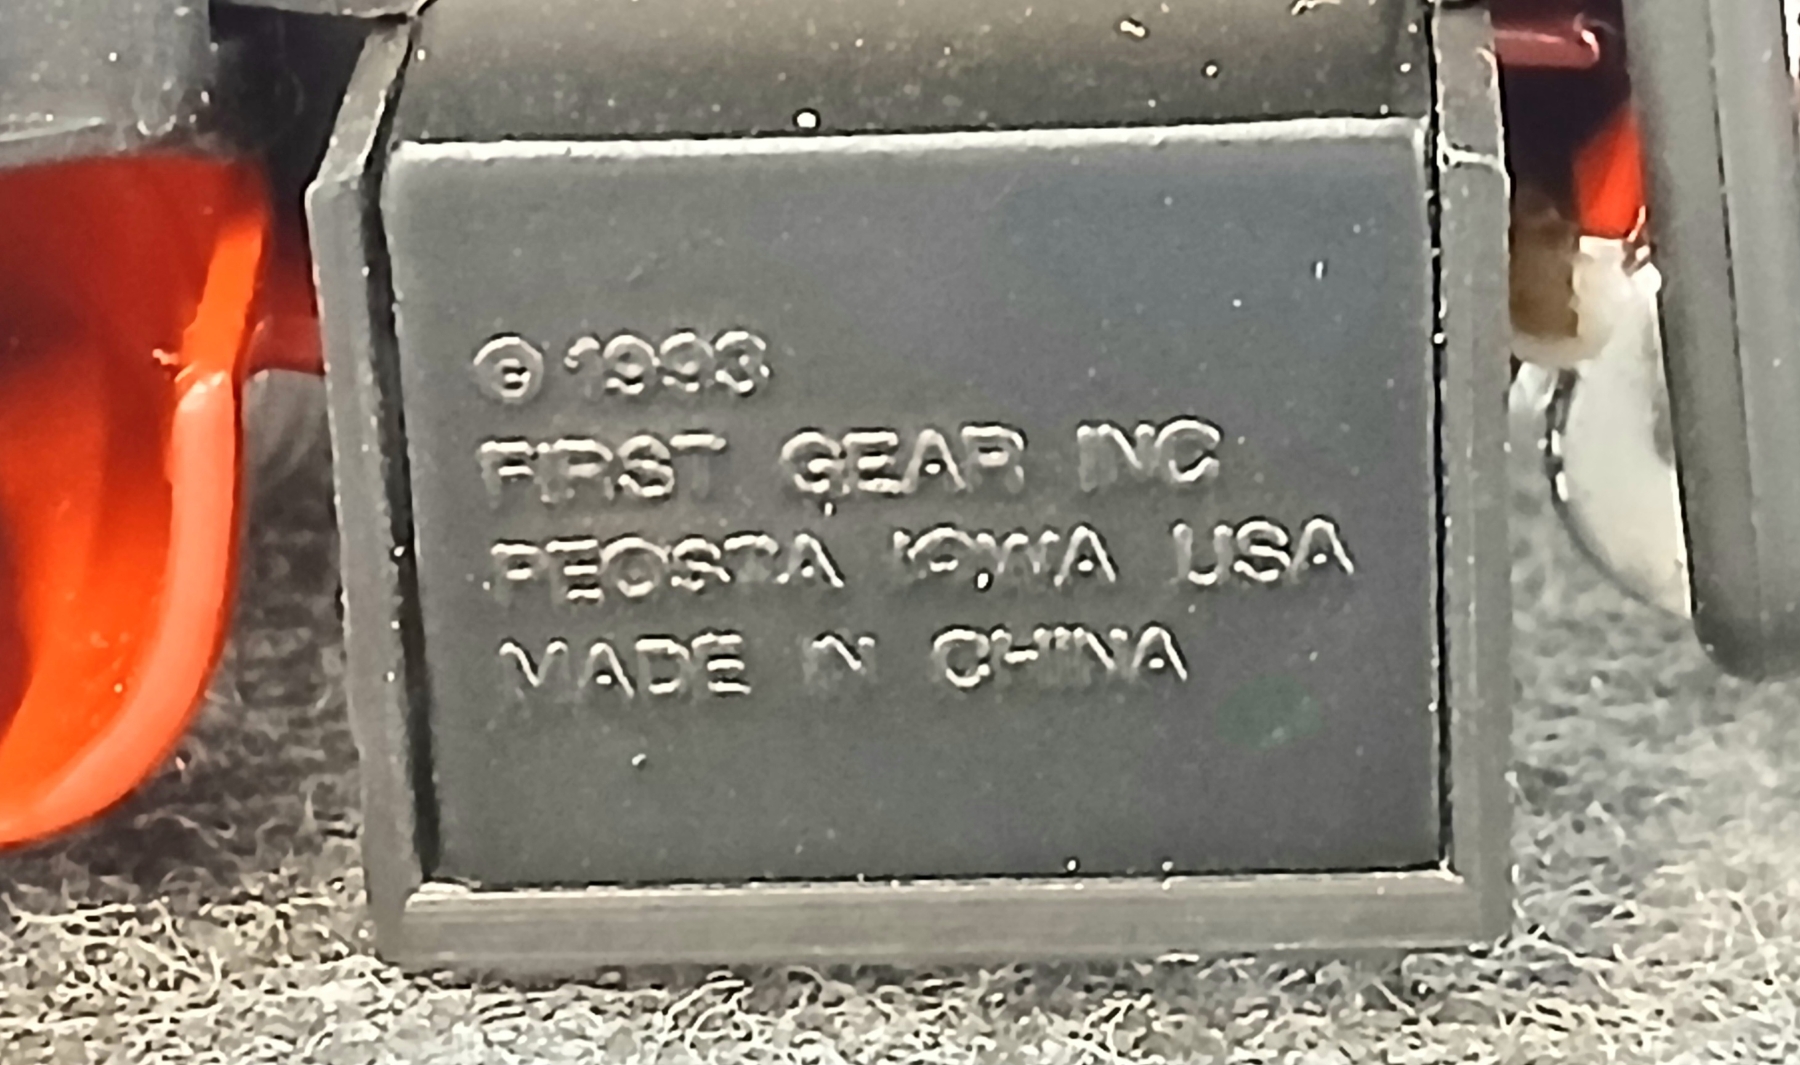 © 1993
FIRST GEAR INC
PEOSTA IOWA USA
MADE IN CHINA